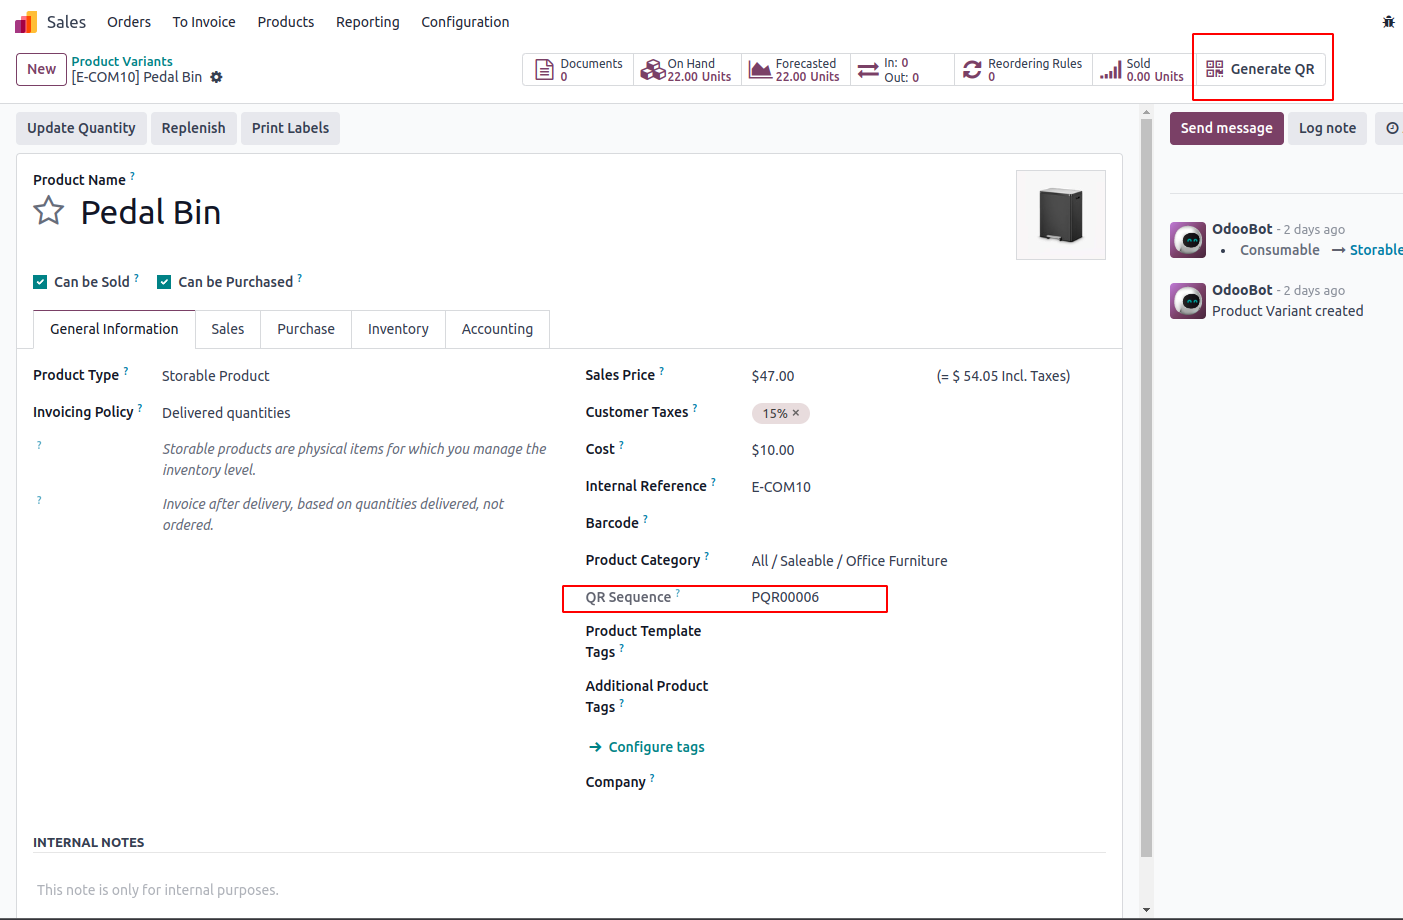 Sales Orders To Invoice Products Reporting Configuration
New
Product Variants
[E-COM10] Pedal Bin
Documents
0
On Hand
22.00 Units
Forecasted
22.00 Units
In: 0
Out: 0
Reordering Rules
0
Sold
0.00 Units
Generate QR
Update Quantity Replenish Print Labels
Send message Log note
Product Name ?
Pedal Bin
Can be Sold ? Can be Purchased ?
General Information Sales Purchase Inventory Accounting
Product Type ? Storable Product
Invoicing Policy ? Delivered quantities
? Storable products are physical items for which you manage the
inventory level.
? Invoice after delivery, based on quantities delivered, not
ordered.
Sales Price ? $47.00 (= $ 54.05 Incl. Taxes)
Customer Taxes ? 15% ×
Cost ? $10.00
Internal Reference ? E-COM10
Barcode ?
Product Category ? All / Saleable / Office Furniture
QR Sequence ? PQR00006
Product Template
Tags ?
Additional Product
Tags ?
→ Configure tags
Company ?
INTERNAL NOTES
This note is only for internal purposes.
OdooBot - 2 days ago
• Consumable → Storable
OdooBot - 2 days ago
Product Variant created